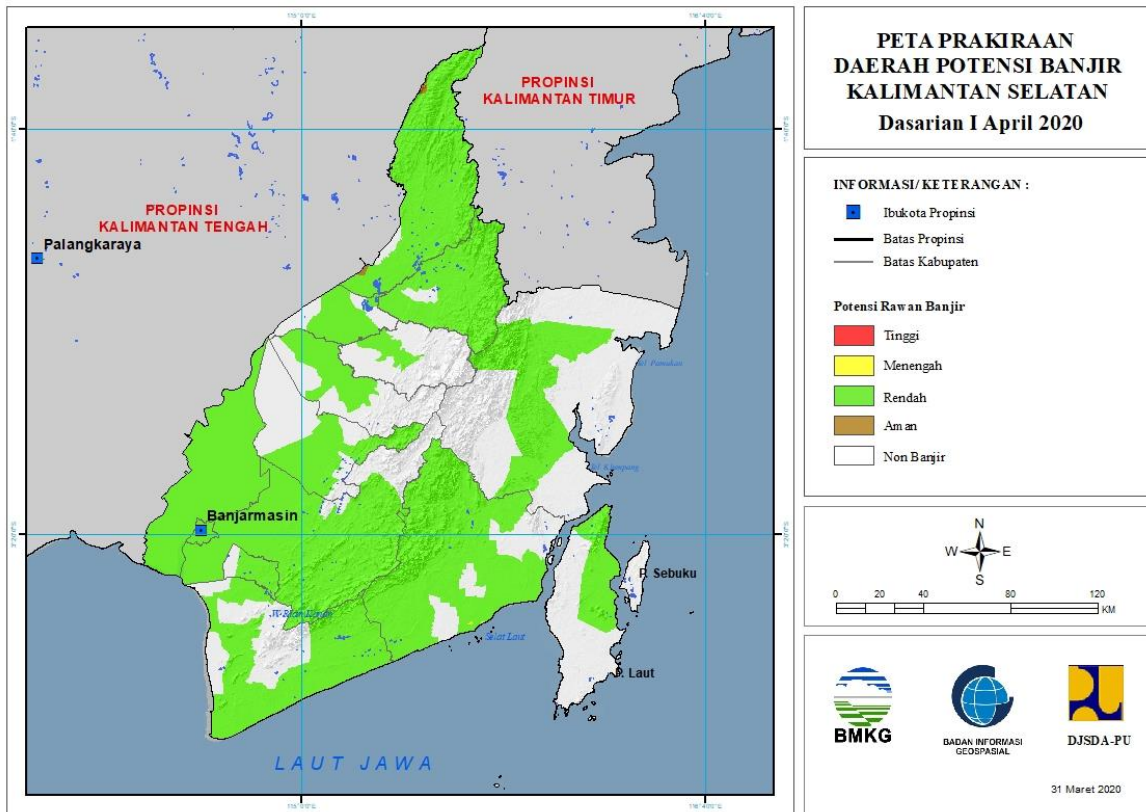 PETA PRAKIRAAN
DAERAH POTENSI BANJIR
KALIMANTAN SELATAN
Dasarian I April 2020
INFORMASI/ KETERANGAN :
Ibukota Propinsi
Batas Propinsi
Batas Kabupaten
Potensi Rawan Banjir
Tinggi
Menengah
Rendah
Aman
Non Banjir
N
W E
S
0 20 40 80 120
KM
BMKG
BADAN INFORMASI
GEOSPASIAL
DJSDA-PU
31 Maret 2020
PROPINSI
KALIMANTAN TIMUR
PROPINSI
KALIMANTAN TENGAH
Palangkaraya
Banjarmasin
P. Sebuku
Selat Laut
Laut
LAUT JAWA